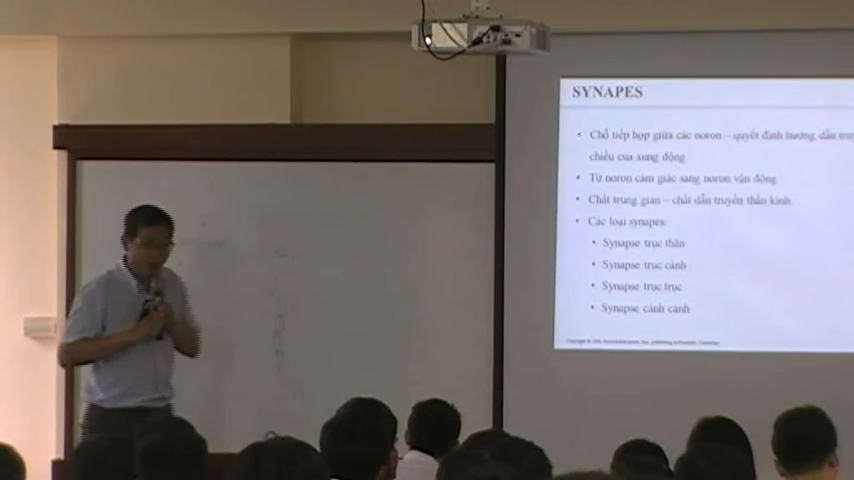 SYNAPES
• Chỗ tiếp hợp giữa các nơron – quyết định hướng dẫn
chiều của xung động
• Từ nơron cảm giác sang nơron vận động
• Chất trung gian – chất dẫn truyền thần kinh.
• Các loại synapes:
• Synapse trục thân
• Synapse trục cành
• Synapse trục trục
• Synapse cành cành